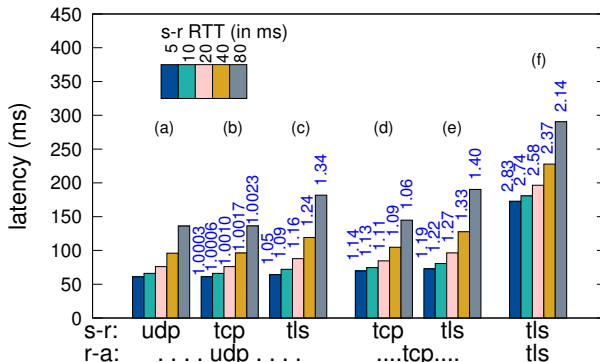 450
400
350
300
250
200
150
100
50
0
latency (ms)
s-r RTT (in ms)
5 10 20 40 80
(a) (b) (c) (d) (e) (f)
1.0003 1.0006 1.0010 1.0017 1.0023
1.05 1.09 1.16 1.24 1.34
1.14 1.13 1.11 1.09 1.06
1.19 1.22 1.27 1.33 1.40
2.83 2.74 2.58 2.37 2.14
s-r: udp tcp tls tcp tls tls
r-a: . . . . udp . . . . ....tcp.... tls